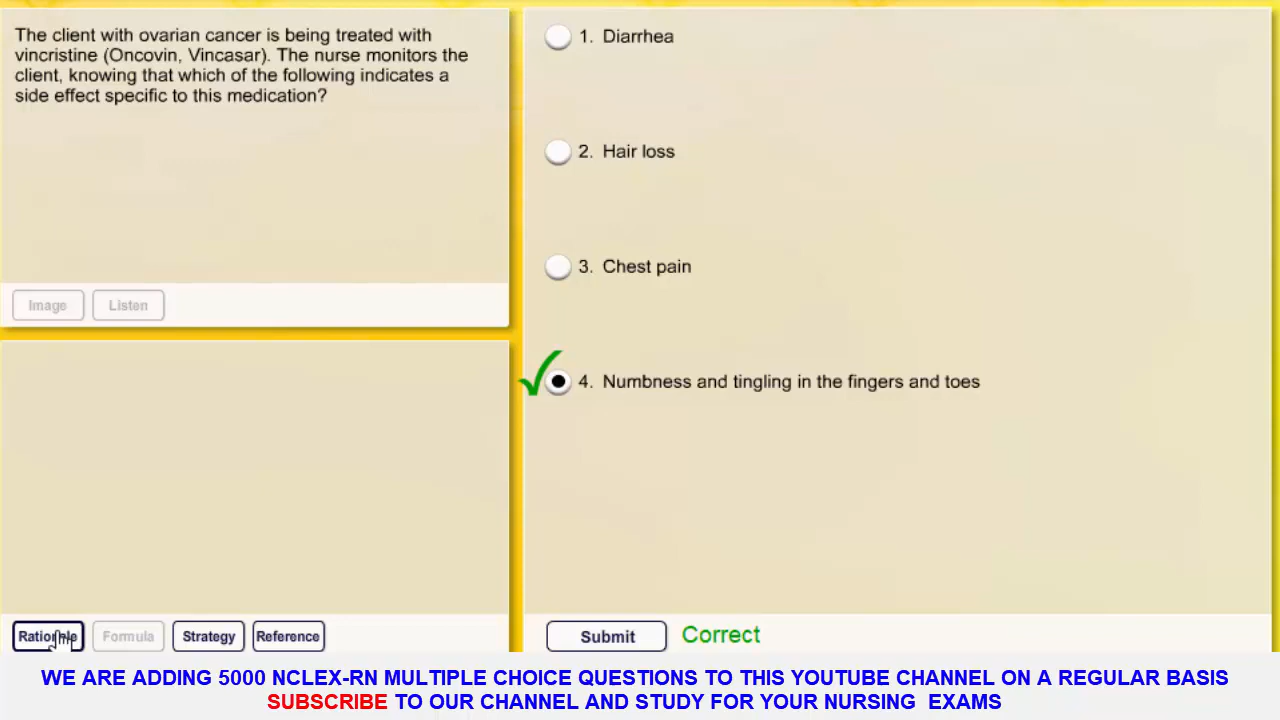 The client with ovarian cancer is being treated with
vincristine (Oncovin, Vincasar). The nurse monitors the
client, knowing that which of the following indicates a
side effect specific to this medication?
Image Listen
1. Diarrhea
2. Hair loss
3. Chest pain
4. Numbness and tingling in the fingers and toes
Rationale Formula Strategy Reference
Submit Correct
WE ARE ADDING 5000 NCLEX-RN MULTIPLE CHOICE QUESTIONS TO THIS YOUTUBE CHANNEL ON A REGULAR BASIS
SUBSCRIBE TO OUR CHANNEL AND STUDY FOR YOUR NURSING EXAMS